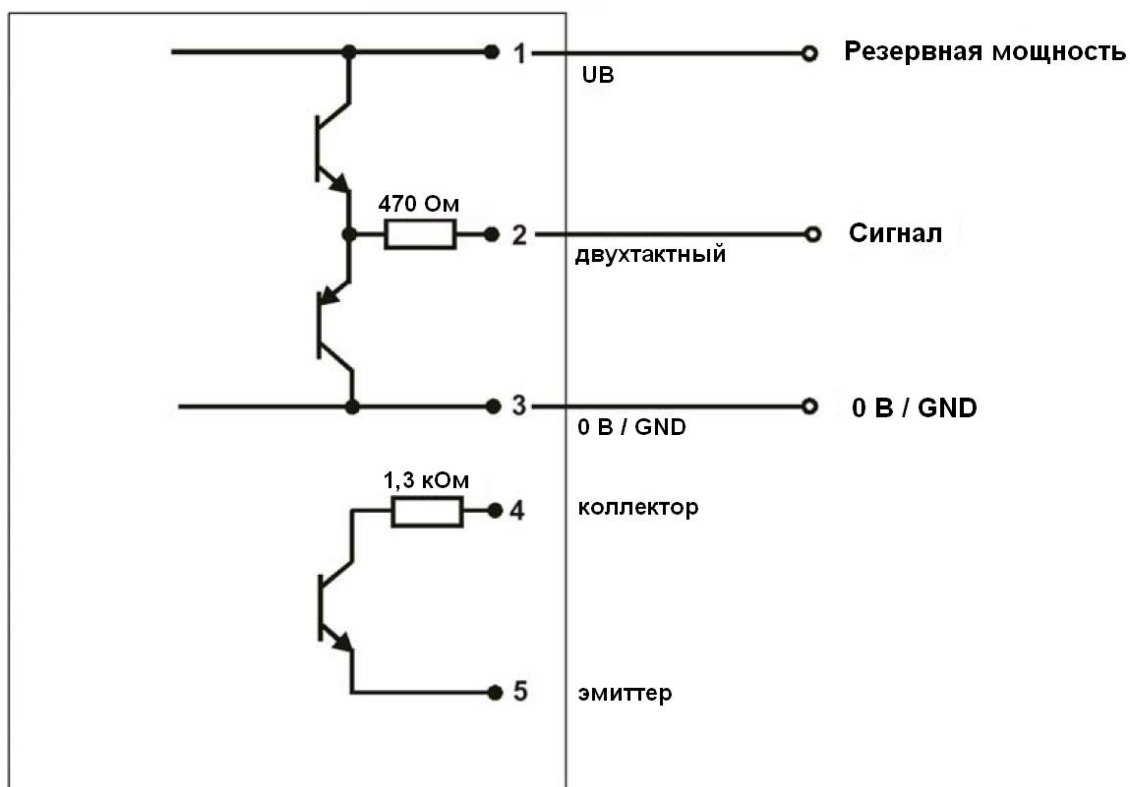 1
Резервная мощность
UB
470 Ом
2
Сигнал
двухтактный
3
0 В / GND
0 В / GND
1,3 кОм
4
коллектор
5
эмиттер